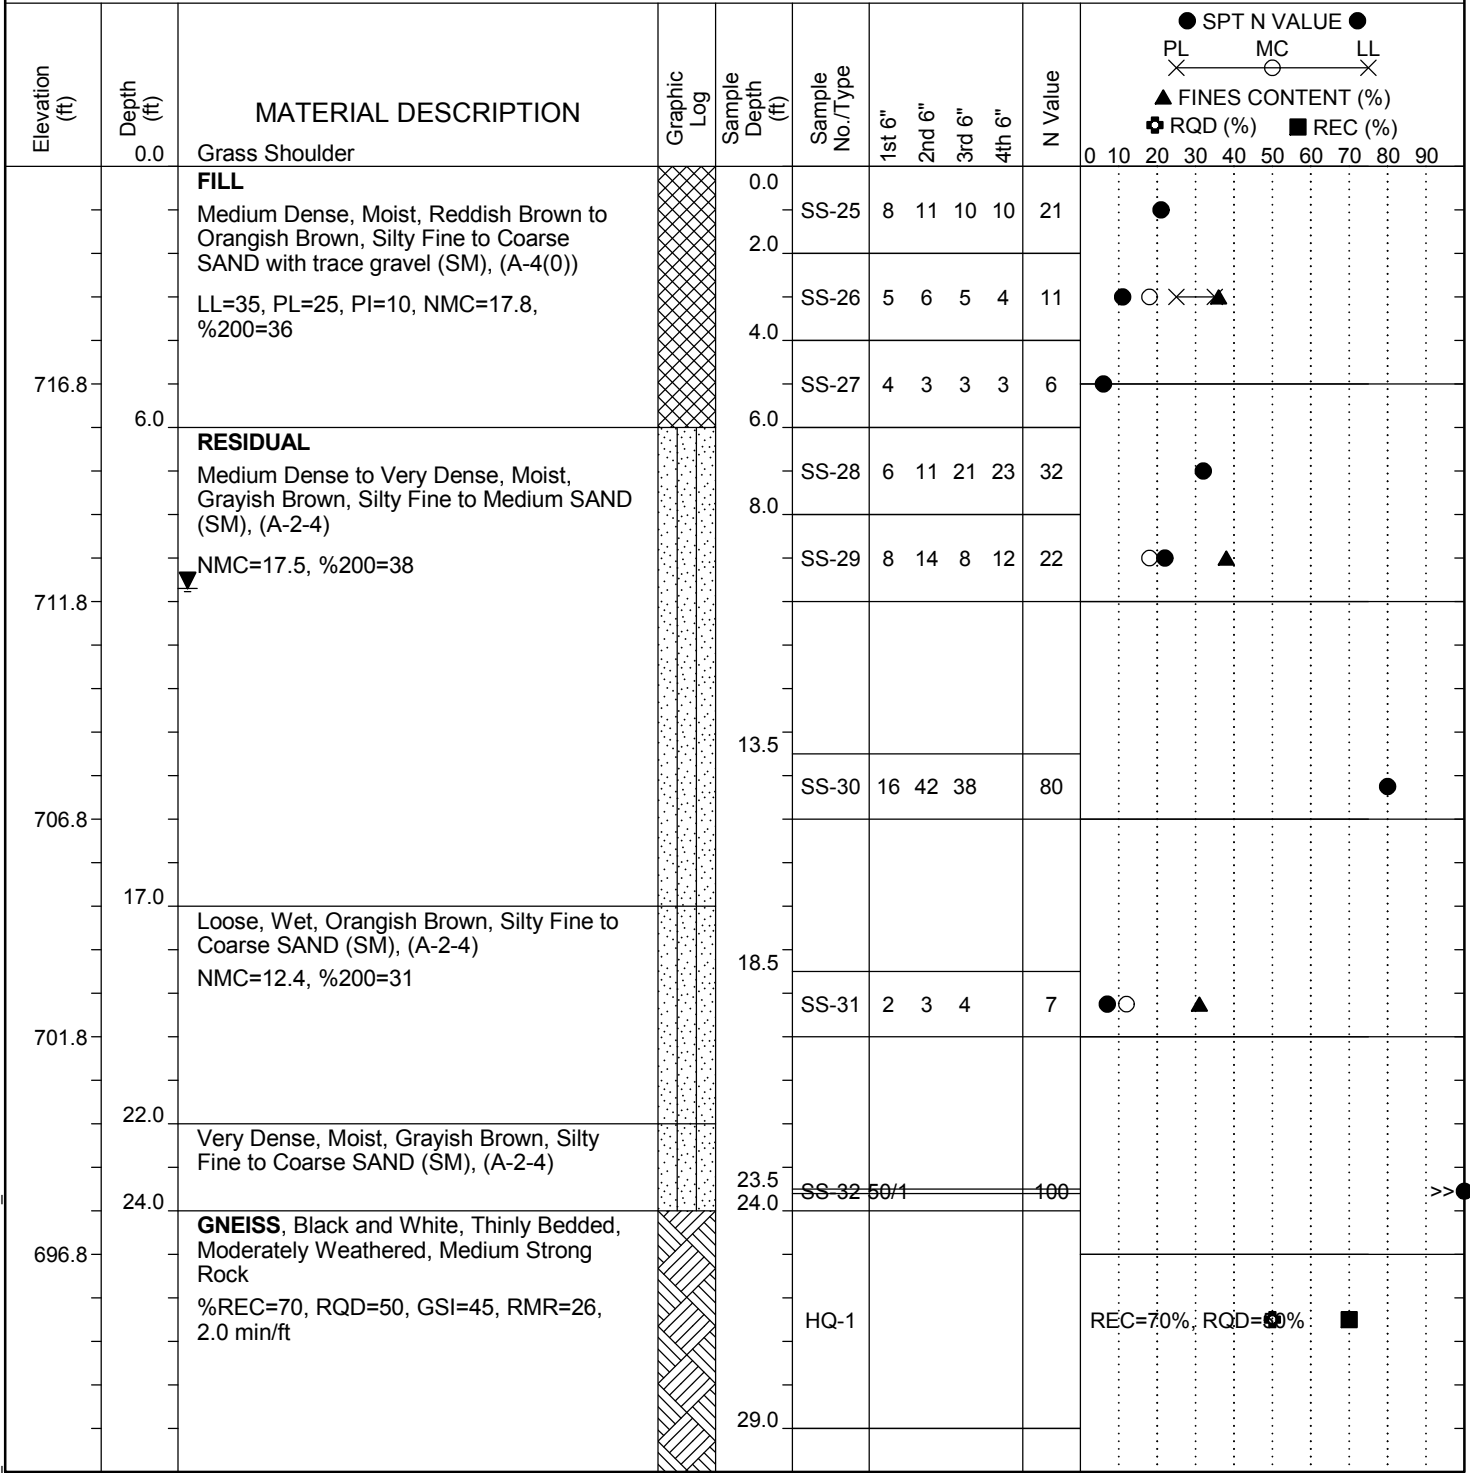 ● SPT N VALUE ●
PL MC LL
▲ FINES CONTENT (%)
RQD (%) ■ REC (%)
Elevation (ft)
Depth (ft)
MATERIAL DESCRIPTION
Graphic Log
Sample Depth (ft)
Sample No./Type
1st 6"
2nd 6"
3rd 6"
4th 6"
N Value
0 10 20 30 40 50 60 70 80 90
0.0 Grass Shoulder
FILL
0.0
Medium Dense, Moist, Reddish Brown to
Orangish Brown, Silty Fine to Coarse
SAND with trace gravel (SM), (A-4(0))
SS-25 8 11 10 10 21
2.0
LL=35, PL=25, PI=10, NMC=17.8,
%200=36
SS-26 5 6 5 4 11
4.0
716.8
SS-27 4 3 3 3 6
6.0
6.0
RESIDUAL
Medium Dense to Very Dense, Moist,
Grayish Brown, Silty Fine to Medium SAND
(SM), (A-2-4)
SS-28 6 11 21 23 32
8.0
NMC=17.5, %200=38
SS-29 8 14 8 12 22
711.8
13.5
SS-30 16 42 38 80
706.8
17.0
Loose, Wet, Orangish Brown, Silty Fine to
Coarse SAND (SM), (A-2-4)
18.5
NMC=12.4, %200=31
SS-31 2 3 4 7
701.8
22.0
Very Dense, Moist, Grayish Brown, Silty
Fine to Coarse SAND (SM), (A-2-4)
23.5
SS-32 50/1 100 >>
24.0
24.0
GNEISS, Black and White, Thinly Bedded,
Moderately Weathered, Medium Strong
Rock
696.8
%REC=70, RQD=50, GSI=45, RMR=26,
2.0 min/ft
HQ-1 REC=70%, RQD=50%
29.0